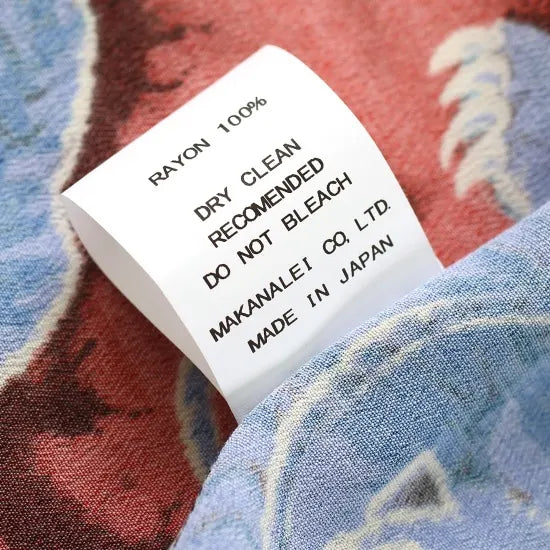 RAYON 100%
DRY CLEAN
RECOMENDED
DO NOT BLEACH
MAKANALEI CO, LTD.
MADE IN JAPAN